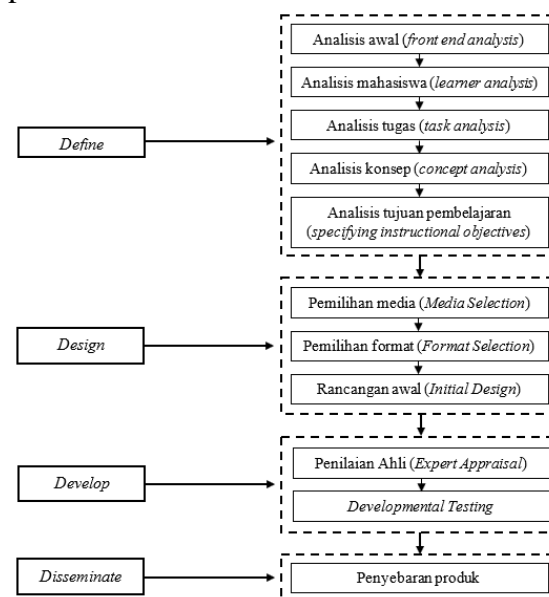 Analisis awal (front end analysis)
Analisis mahasiswa (learner analysis)
Analisis tugas (task analysis)
Define
Analisis konsep (concept analysis)
Analisis tujuan pembelajaran
(specifying instructional objectives)
Pemilihan media (Media Selection)
Design
Pemilihan format (Format Selection)
Rancangan awal (Initial Design)
Penilaian Ahli (Expert Appraisal)
Develop
Developmental Testing
Disseminate
Penyebaran produk